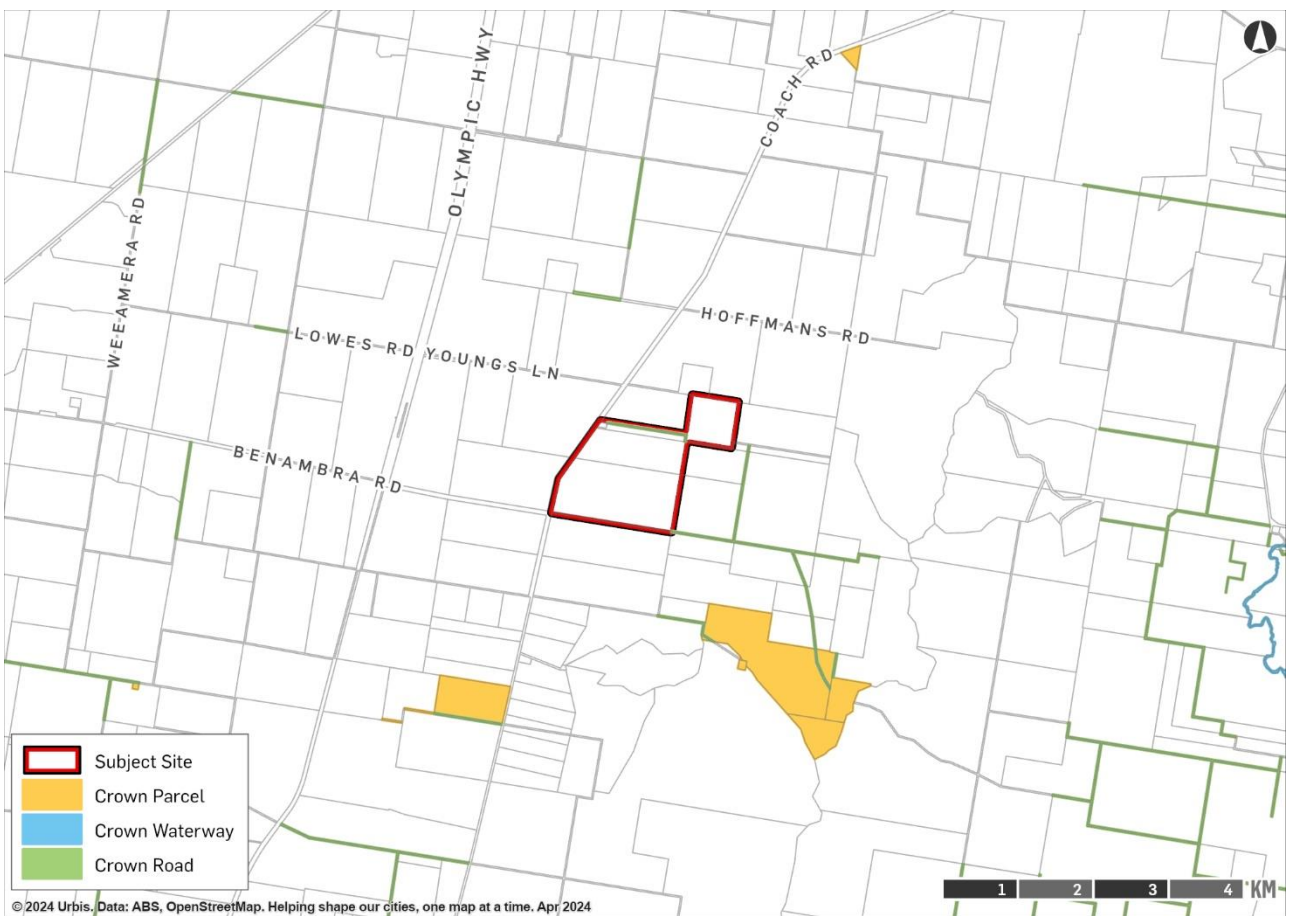 OLYMPIC HWY
COACH RD
WEEAMERA RD
HOFFMANS RD
LOWES RD YOUNGS LN
BENAMBRA RD
Subject Site
Crown Parcel
Crown Waterway
Crown Road
1 2 3 4 KM
© 2024 Urbis. Data: ABS, OpenStreetMap. Helping shape our cities, one map at a time. Apr 2024